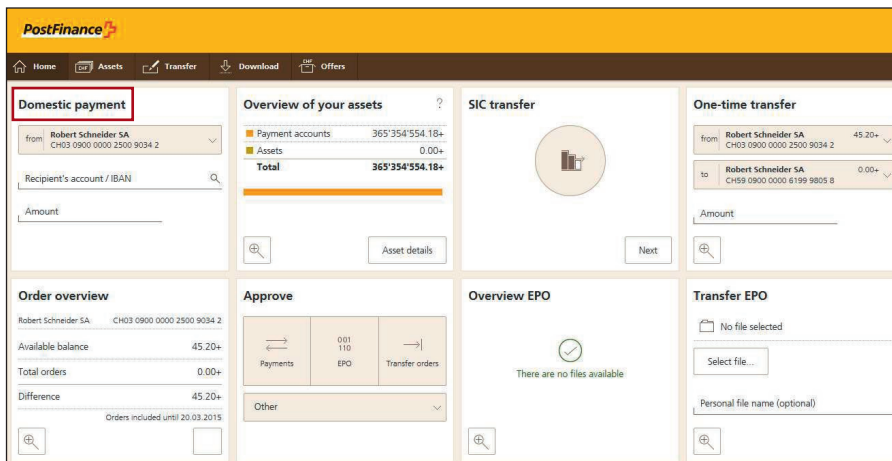 PostFinance
Home Assets Transfer Download Offers
Domestic payment
from Robert Schneider SA
CH03 0900 0000 2500 9034 2
Recipient's account / IBAN
Amount
Overview of your assets ?
Payment accounts 365'354'554.18+
Assets 0.00+
Total 365'354'554.18+
Asset details
SIC transfer
Next
One-time transfer
from Robert Schneider SA 45.20+
CH03 0900 0000 2500 9034 2
to Robert Schneider SA 0.00+
CH59 0900 0000 6199 9805 8
Amount
Order overview
Robert Schneider SA CH03 0900 0000 2500 9034 2
Available balance 45.20+
Total orders 0.00+
Difference 45.20+
Orders included until 20.03.2015
Approve
001
110
Payments EPO Transfer orders
Other
Overview EPO
There are no files available
Transfer EPO
No file selected
Select file...
Personal file name (optional)